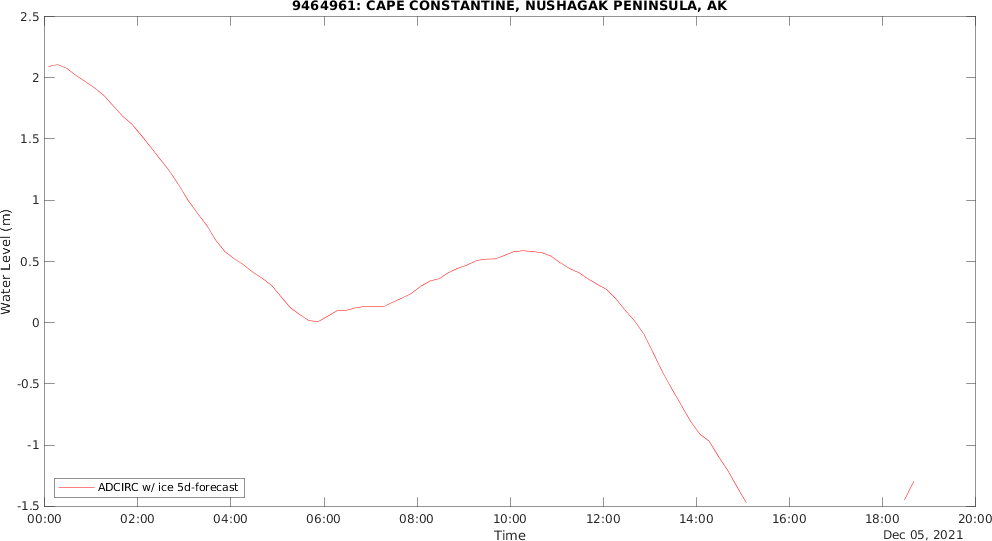 9464961: CAPE CONSTANTINE, NUSHAGAK PENINSULA, AK
2.5
2
1.5
1
0.5
0
-0.5
-1
-1.5
Water Level (m)
ADCIRC w/ ice 5d-forecast
00:00 02:00 04:00 06:00 08:00 10:00 12:00 14:00 16:00 18:00 20:00
Time
Dec 05, 2021